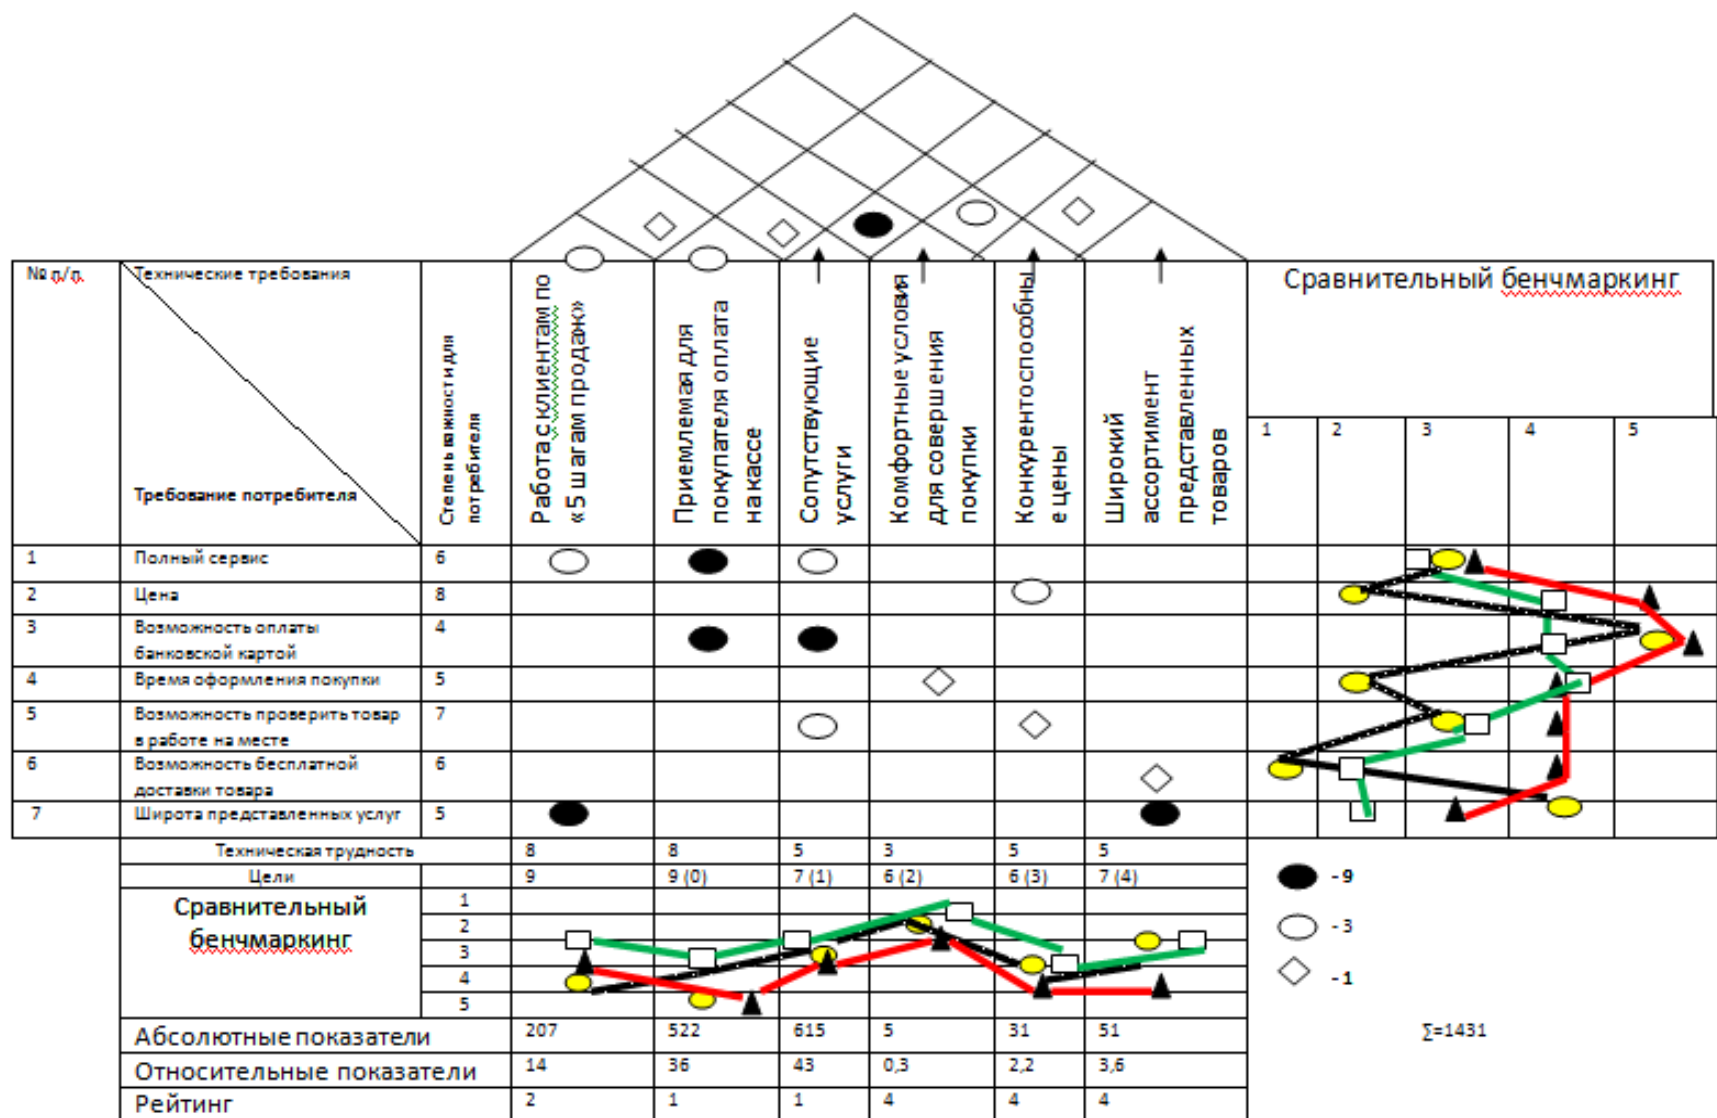 № п/п.
Технические требования
Требование потребителя
Степень важности для
потребителя
Работа с клиентам по
«5 шагам продаж»
Приемлемая для
покупателя оплата
на кассе
Сопутствующие
услуги
Комфортные условия
для совершения
покупки
Конкурентоспособны
е цены
Широкий
ассортимент
представленных
товаров
Сравнительный бенчмаркинг
1 2 3 4 5
1 Полный сервис 6
2 Цена 8
3 Возможность оплаты 4
банковской картой
4 Время оформления покупки 5
5 Возможность проверить товар 7
в работе на месте
6 Возможность бесплатной 6
доставки товара
7 Широта представленных услуг 5
Техническая трудность 8 8 5 3 5 5
Цели 9 9 (0) 7 (1) 6 (2) 6 (3) 7 (4)
- 9
- 3
- 1
Сравнительный
бенчмаркинг
1
2
3
4
5
Абсолютные показатели 207 522 615 5 31 51 ∑=1431
Относительные показатели 14 36 43 0,3 2,2 3,6
Рейтинг 2 1 1 4 4 4